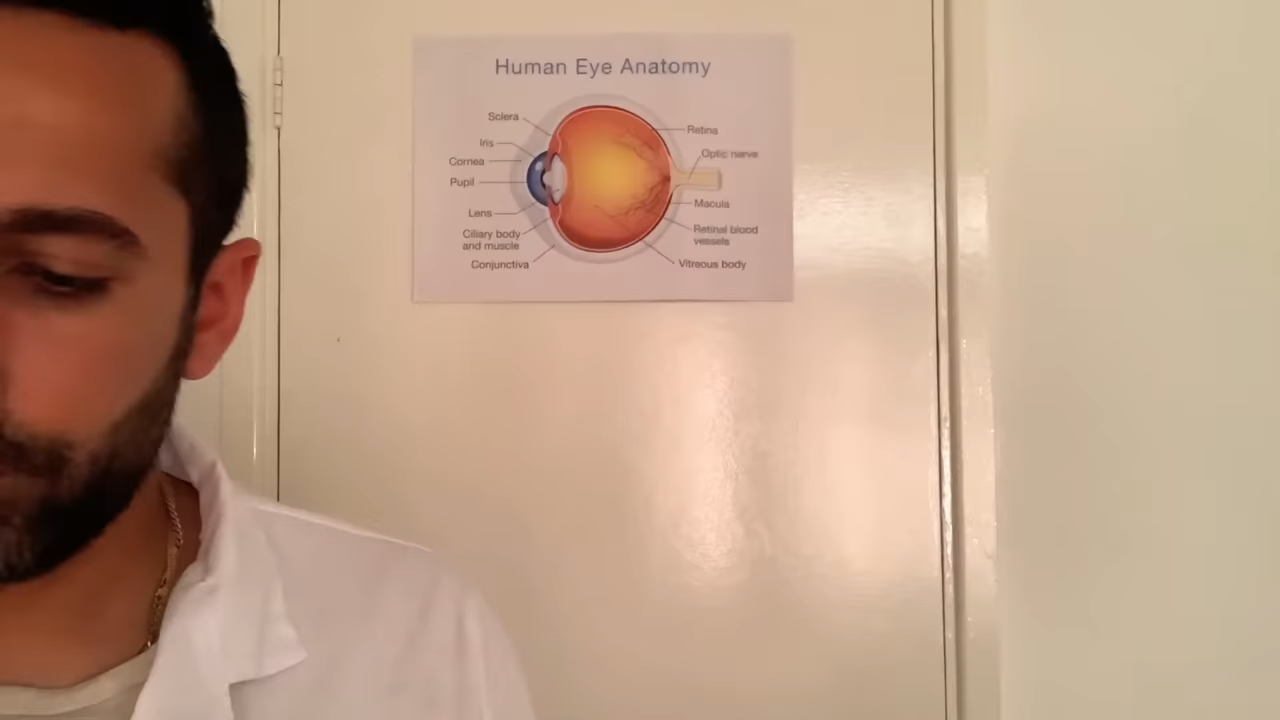 Human Eye Anatomy
Sclera
Iris
Cornea
Pupil
Lens
Ciliary body
and muscle
Conjunctiva
Retina
Optic nerve
Macula
Retinal blood
vessels
Vitreous body